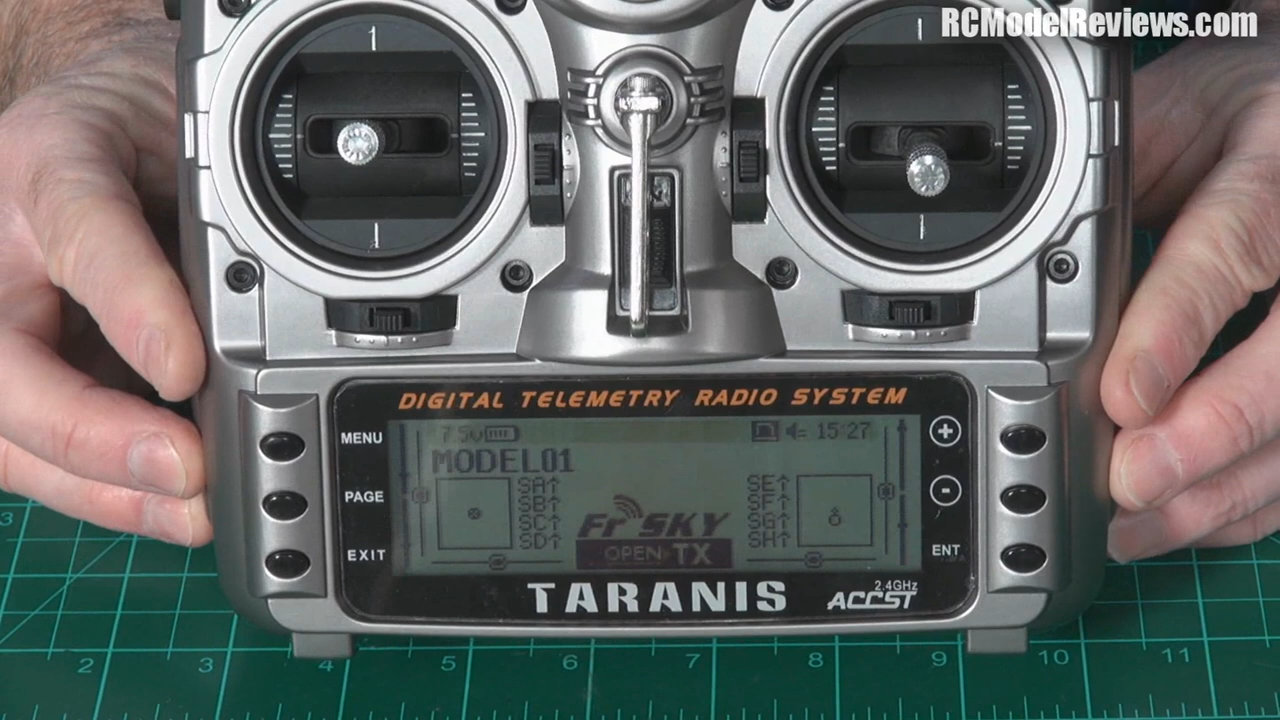 RCModelReviews.com
DIGITAL TELEMETRY RADIO SYSTEM
MENU
PAGE
EXIT
7.5v
15:27
MODEL01
SA↑
SB↑
SC↑
SD↑
FrSKY
OPEN TX
SE↑
SF↑
SG↑
SH↑
+
-
ENT
TARANIS
2.4GHz
ACCST
3
2 3 4 5 6 7 8 9 10 11